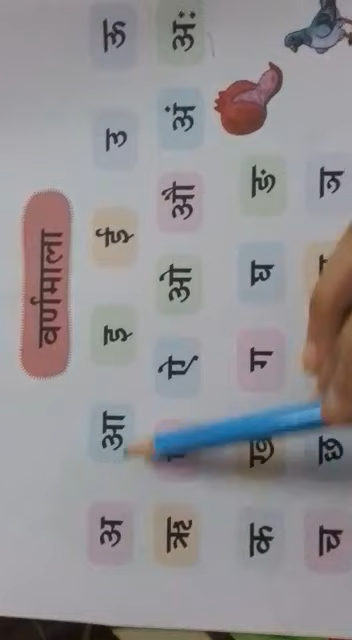 वर्णमाला
अ आ इ ई उ ऊ
ऋ ऐ ओ औ अं अः
क ख ग घ ङ
च छ ञ